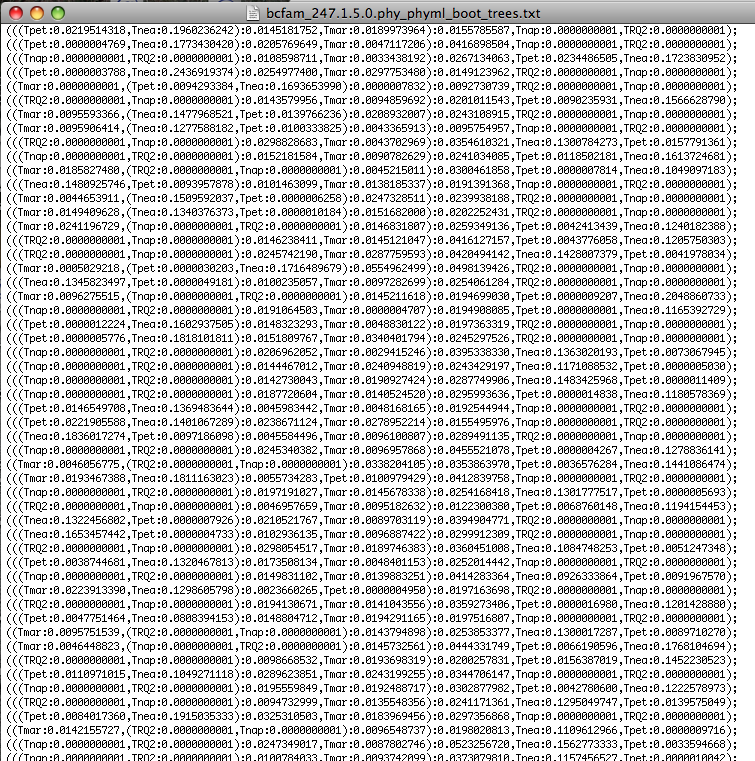 bcfam_247.1.5.0.phy_phyml_boot_trees.txt
(((Tpet:0.0219514318,Tnea:0.1960236242):0.0145181752,Tmar:0.0189973964):0.0155785587,Tnap:0.0000000001,TRQ2:0.0000000001);
(((Tpet:0.0000004769,Tnea:0.1773430420):0.0205769649,Tmar:0.0047117206):0.0416898504,TRQ2:0.0000000001,Tnap:0.0000000001);
(((Tnap:0.0000000001,TRQ2:0.0000000001):0.0108598711,Tmar:0.0033438192):0.0267134063,Tpet:0.0234486505,Tnea:0.1723830952);
(((Tpet:0.0000003788,Tnea:0.2436919374):0.0254977400,Tmar:0.0297753480):0.0149123962,Tnap:0.0000000001,TRQ2:0.0000000001);
((Tmar:0.0000000001,(Tpet:0.0094293384,Tnea:0.1693653990):0.0000007832):0.0092730739,TRQ2:0.0000000001,Tnap:0.0000000001);
(((TRQ2:0.0000000001,Tnap:0.0000000001):0.0143579956,Tmar:0.0094859692):0.0201011543,Tpet:0.0090235931,Tnea:0.1566628790);
((Tmar:0.0095593366,(Tnea:0.1477968521,Tpet:0.0139766236):0.0208932007):0.0243108915,TRQ2:0.0000000001,Tnap:0.0000000001);
((Tmar:0.0095906414,(Tnea:0.1277588182,Tpet:0.0100333825):0.0043365913):0.0095754957,Tnap:0.0000000001,TRQ2:0.0000000001);
(((TRQ2:0.0000000001,Tnap:0.0000000001):0.0298828683,Tmar:0.0043702969):0.0354610321,Tnea:0.1300784273,Tpet:0.0157791361);
(((Tnap:0.0000000001,TRQ2:0.0000000001):0.0152181584,Tmar:0.0090782629):0.0241034085,Tpet:0.0118502181,Tnea:0.1613724681);
((Tmar:0.0185827480,(TRQ2:0.0000000001,Tnap:0.0000000001):0.0045215011):0.0301461858,Tpet:0.0000007814,Tnea:0.1049097183);
(((Tnea:0.1480925746,Tpet:0.0093957878):0.0101463099,Tmar:0.0138185337):0.0191391368,Tnap:0.0000000001,TRQ2:0.0000000001);
((Tmar:0.0044653911,(Tnea:0.1509592037,Tpet:0.0000006258):0.0247328511):0.0239938188,TRQ2:0.0000000001,Tnap:0.0000000001);
((Tmar:0.0149409628,(Tnea:0.1340376373,Tpet:0.0000010184):0.0151682000):0.0202252431,TRQ2:0.0000000001,Tnap:0.0000000001);
((Tmar:0.0241196729,(Tnap:0.0000000001,TRQ2:0.0000000001):0.0146831807):0.0259349136,Tpet:0.0042413439,Tnea:0.1240182388);
(((TRQ2:0.0000000001,Tnap:0.0000000001):0.0146238411,Tmar:0.0145121047):0.0416127157,Tpet:0.0043776058,Tnea:0.1205750303);
(((Tnap:0.0000000001,TRQ2:0.0000000001):0.0245742190,Tmar:0.0287759593):0.0420494142,Tnea:0.1428007379,Tpet:0.0041978034);
((Tmar:0.0005029218,(Tpet:0.0000030203,Tnea:0.1716489679):0.0554962499):0.0498139426,TRQ2:0.0000000001,Tnap:0.0000000001);
(((Tnea:0.1345823497,Tpet:0.0000049181):0.0100235057,Tmar:0.0097282699):0.0254061284,TRQ2:0.0000000001,Tnap:0.0000000001);
((Tmar:0.0096275515,(Tnap:0.0000000001,TRQ2:0.0000000001):0.0145211618):0.0194699030,Tpet:0.0000009207,Tnea:0.2048860733);
(((Tnap:0.0000000001,TRQ2:0.0000000001):0.0191064503,Tmar:0.0000004707):0.0194908085,Tpet:0.0000000001,Tnea:0.1165392729);
(((Tpet:0.0000012224,Tnea:0.1602937505):0.0148323293,Tmar:0.0048830122):0.0197363319,TRQ2:0.0000000001,Tnap:0.0000000001);
(((Tpet:0.0000005776,Tnea:0.1818101811):0.0151809767,Tmar:0.0340401794):0.0245297526,TRQ2:0.0000000001,Tnap:0.0000000001);
(((Tnap:0.0000000001,TRQ2:0.0000000001):0.0206962052,Tmar:0.0029415246):0.0395338330,Tnea:0.1363020193,Tpet:0.0073067945);
(((Tnap:0.0000000001,TRQ2:0.0000000001):0.0144467012,Tmar:0.0240948819):0.0243429197,Tnea:0.1171088532,Tpet:0.0000005030);
(((Tnap:0.0000000001,TRQ2:0.0000000001):0.0142730043,Tmar:0.0190927424):0.0287749906,Tnea:0.1483425968,Tpet:0.0000011409);
(((Tnap:0.0000000001,TRQ2:0.0000000001):0.0187720604,Tmar:0.0140524520):0.0295993636,Tpet:0.0000014838,Tnea:0.1180578369);
(((Tpet:0.0146549708,Tnea:0.1369483644):0.0045983442,Tmar:0.0048168165):0.0192544944,TRQ2:0.0000000001,Tnap:0.0000000001);
(((Tpet:0.0221905588,Tnea:0.1401067289):0.0238671124,Tmar:0.0278952214):0.0155495976,Tnap:0.0000000001,TRQ2:0.0000000001);
(((Tnea:0.1836017274,Tpet:0.0097186098):0.0045584496,Tmar:0.0096100807):0.0289491135,TRQ2:0.0000000001,Tnap:0.0000000001);
(((Tnap:0.0000000001,TRQ2:0.0000000001):0.0245340382,Tmar:0.0096957868):0.0455521078,Tpet:0.0000004267,Tnea:0.1278836141);
((Tmar:0.0046056775,(TRQ2:0.0000000001,Tnap:0.0000000001):0.0338204105):0.0353863970,Tpet:0.0036576284,Tnea:0.1441086474);
((Tmar:0.0193467388,(Tnea:0.1811163023):0.0055734283,Tpet:0.0100979429):0.0412839758,Tnap:0.0000000001,TRQ2:0.0000000001);
(((Tnap:0.0000000001,TRQ2:0.0000000001):0.0197191027,Tmar:0.0145678338):0.0254168418,Tnea:0.1301777517,Tpet:0.0000005693);
(((Tnap:0.0000000001,TRQ2:0.0000000001):0.0046957659,Tmar:0.0095182632):0.0122300380,Tpet:0.0068760148,Tnea:0.1194154453);
(((Tnea:0.1322456802,Tpet:0.0000007926):0.0210521767,Tmar:0.0089703119):0.0394904771,TRQ2:0.0000000001,Tnap:0.0000000001);
(((Tnea:0.1653457442,Tpet:0.0000004733):0.0102936135,Tmar:0.0096887422):0.0299912309,TRQ2:0.0000000001,Tnap:0.0000000001);
(((TRQ2:0.0000000001,Tnap:0.0000000001):0.0298054517,Tmar:0.0189746383):0.0360451008,Tnea:0.1084748253,Tpet:0.0051247348);
(((Tpet:0.0038744681,Tnea:0.1320467813):0.0173508134,Tmar:0.0048401153):0.0252014442,TRQ2:0.0000000001,Tnap:0.0000000001);
(((Tnap:0.0000000001,TRQ2:0.0000000001):0.0149831102,Tmar:0.0139883251):0.0414283364,Tnea:0.0926333864,Tpet:0.0091967570);
((Tmar:0.0223913390,(Tnea:0.1298605798):0.0023660265,Tpet:0.0000004950):0.0197163698,TRQ2:0.0000000001,Tnap:0.0000000001);
(((TRQ2:0.0000000001,Tnap:0.0000000001):0.0194130671,Tmar:0.0141043556):0.0359273406,Tpet:0.0000016980,Tnea:0.1201428880);
(((Tpet:0.0047751464,Tnea:0.0808394153):0.0148804712,Tmar:0.0194291165):0.0197516807,TRQ2:0.0000000001,Tnap:0.0000000001);
((Tmar:0.0095751539,(TRQ2:0.0000000001,Tnap:0.0000000001):0.0143794898):0.0253853377,Tnea:0.1300017287,Tpet:0.0089710270);
((Tmar:0.0046448823,(Tnap:0.0000000001,TRQ2:0.0000000001):0.0145732561):0.0444331749,Tpet:0.0066190596,Tnea:0.1768104694);
(((TRQ2:0.0000000001,Tnap:0.0000000001):0.0098668532,Tmar:0.0193698319):0.0200257831,Tpet:0.0156387019,Tnea:0.1452230523);
(((Tpet:0.0110971015,Tnea:0.1049271118):0.0289623851,Tmar:0.0243199255):0.0344706147,Tnap:0.0000000001,TRQ2:0.0000000001);
(((Tnap:0.0000000001,TRQ2:0.0000000001):0.0195559849,Tmar:0.0192488717):0.0302877982,Tpet:0.0042780600,Tnea:0.1222578973);
(((Tnap:0.0000000001,TRQ2:0.0000000001):0.0094732999,Tmar:0.0135548356):0.0241171361,Tnea:0.1295049747,Tpet:0.0139575049);
(((Tpet:0.0084017360,Tnea:0.1915035333):0.0325310503,Tmar:0.0183969456):0.0297356868,TRQ2:0.0000000001,Tnap:0.0000000001);
((Tmar:0.0142155727,(TRQ2:0.0000000001,Tnap:0.0000000001):0.0096548737):0.0198020813,Tnea:0.1109612966,Tpet:0.0000009716);
(((Tnap:0.0000000001,TRQ2:0.0000000001):0.0247349017,Tmar:0.0087802746):0.0523256720,Tnea:0.1562773333,Tpet:0.0033594668);
(((Tnap:0.0000000001,TRQ2:0.0000000001):0.0100784033,Tmar:0.0093742099):0.0373079810,Tnea:0.1157456527,Tpet:0.0000010042);